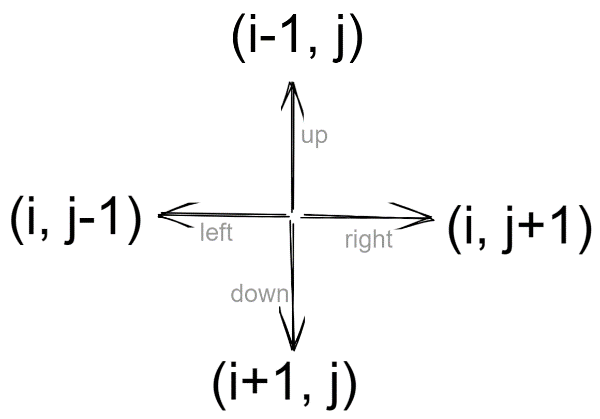 (i-1, j)
up
(i, j-1)
left
right
(i, j+1)
down
(i+1, j)